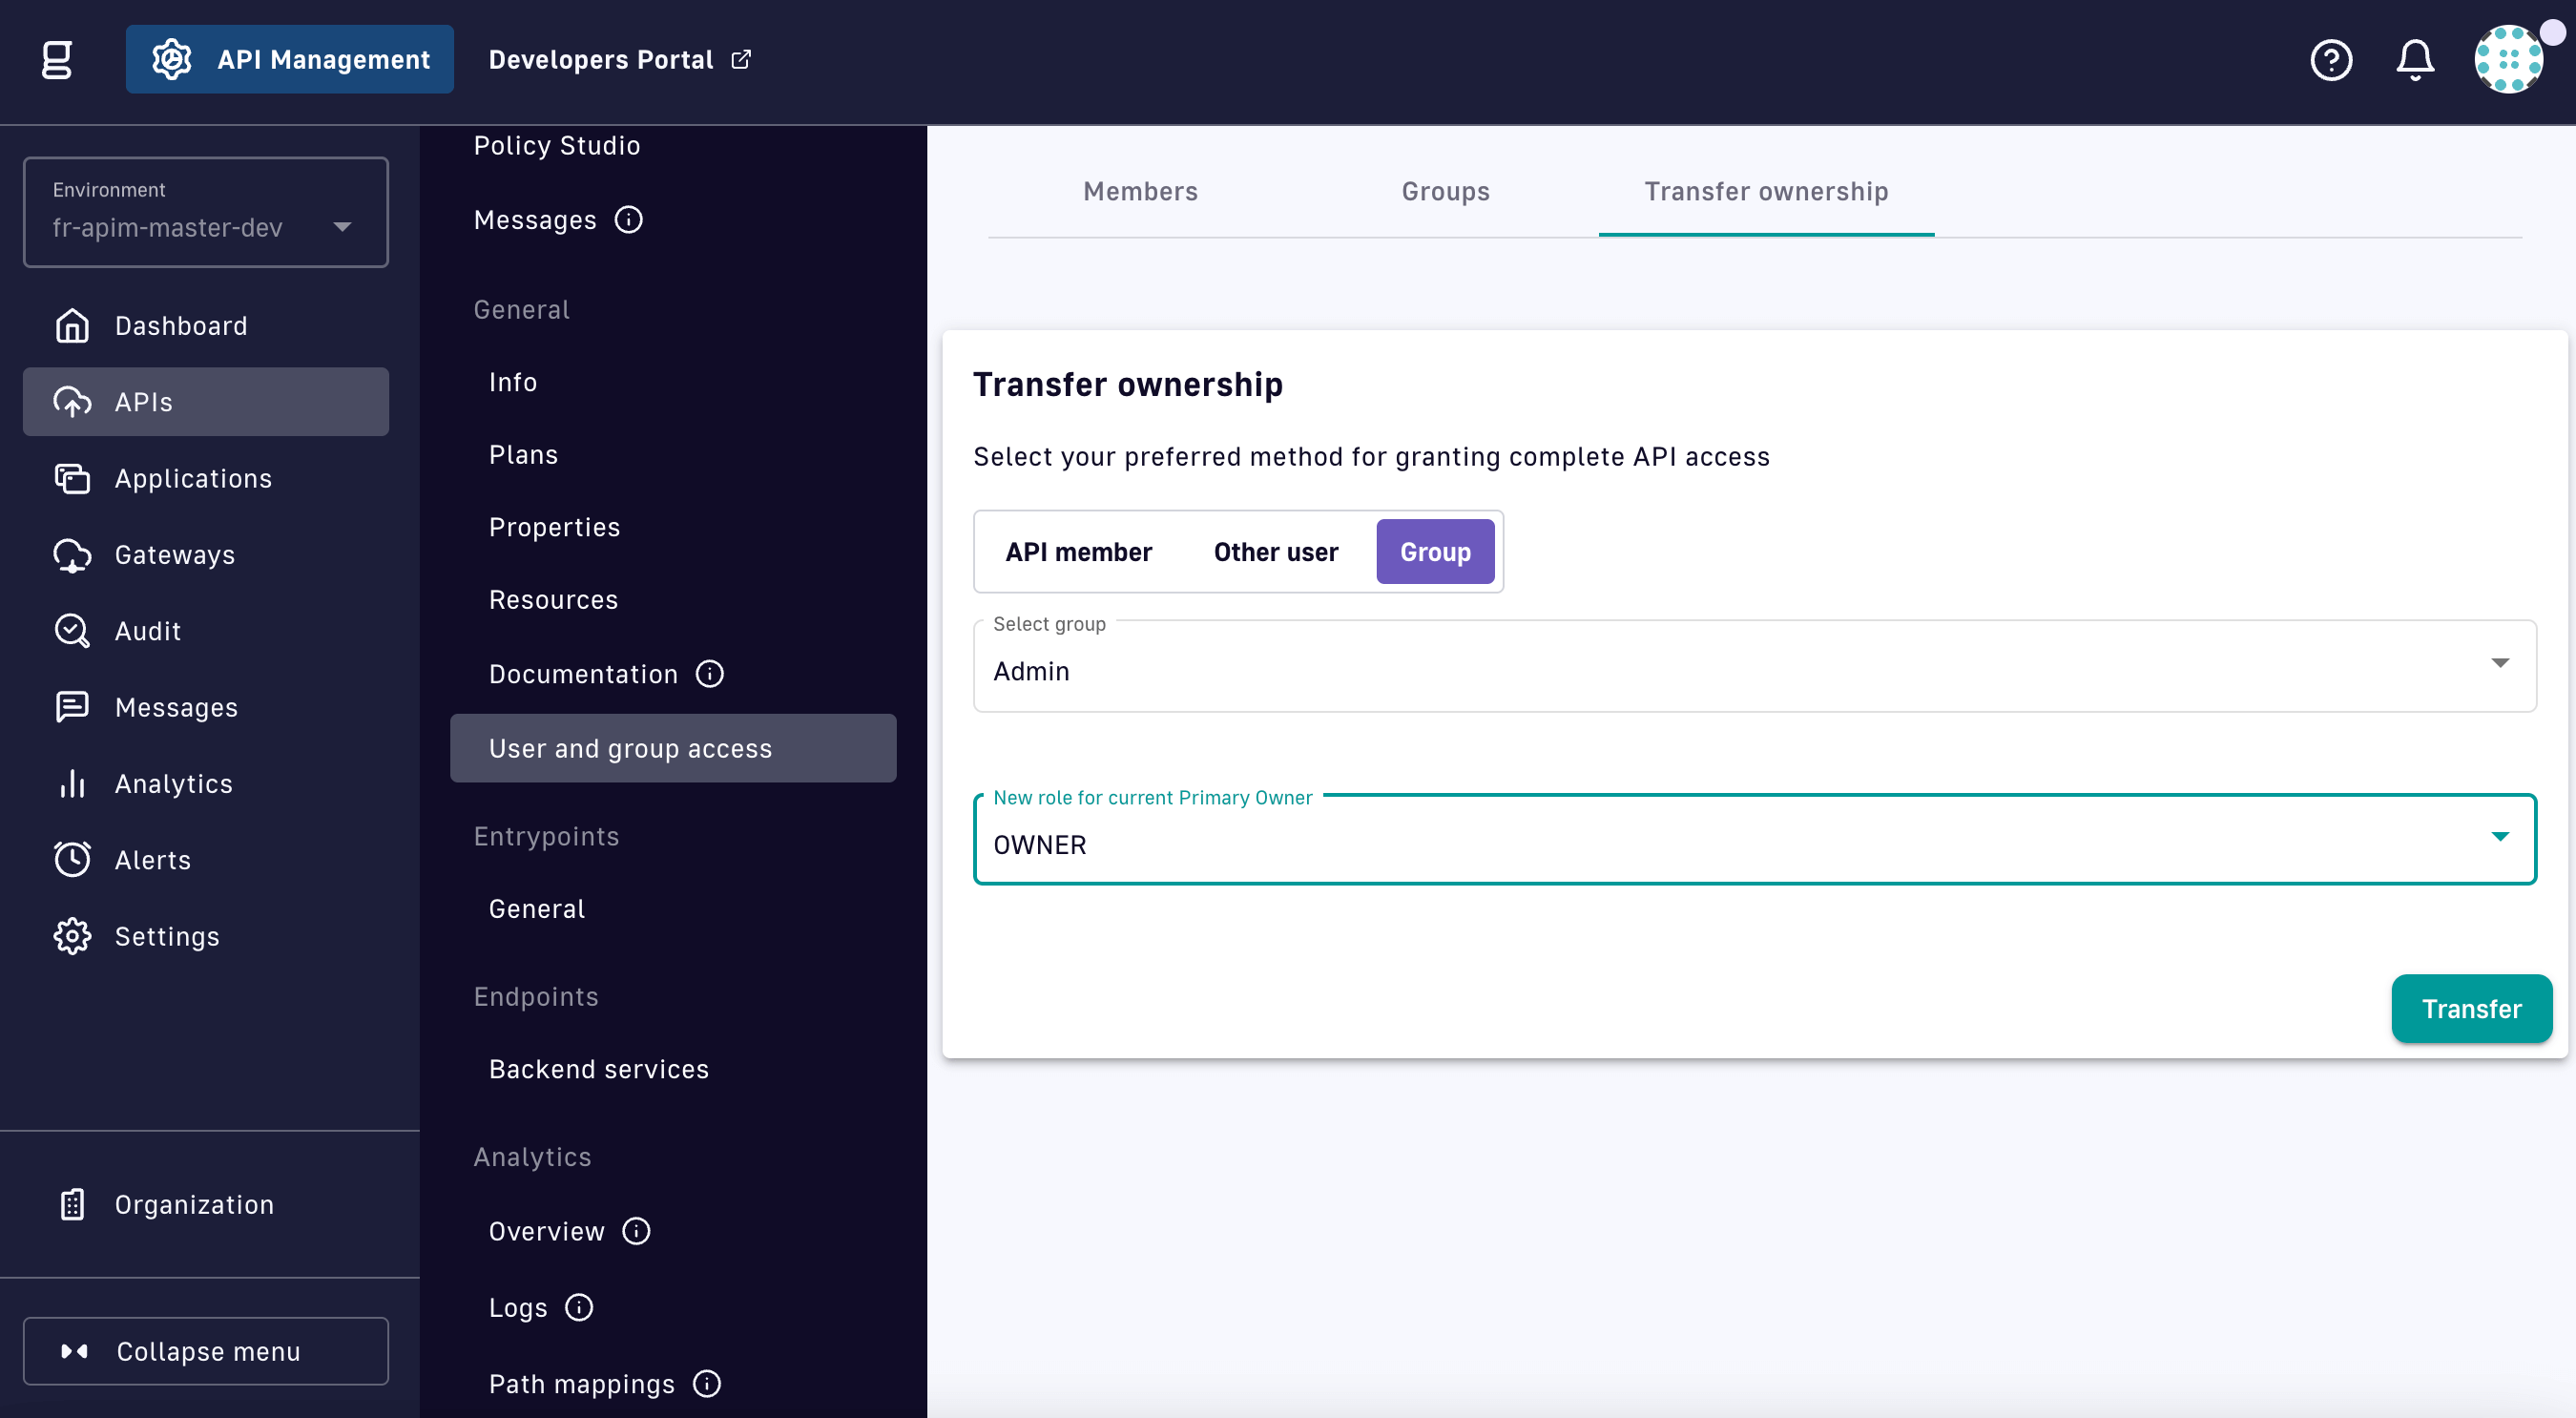 API Management
Developers Portal
Environment
fr-apim-master-dev
Dashboard
APIs
Applications
Gateways
Audit
Messages
Analytics
Alerts
Settings
Organization
Collapse menu
Policy Studio
Messages
General
Info
Plans
Properties
Resources
Documentation
User and group access
Entrypoints
General
Endpoints
Backend services
Analytics
Overview
Logs
Path mappings
Members
Groups
Transfer ownership
Transfer ownership
Select your preferred method for granting complete API access
API member
Other user
Group
Select group
Admin
New role for current Primary Owner
OWNER
Transfer